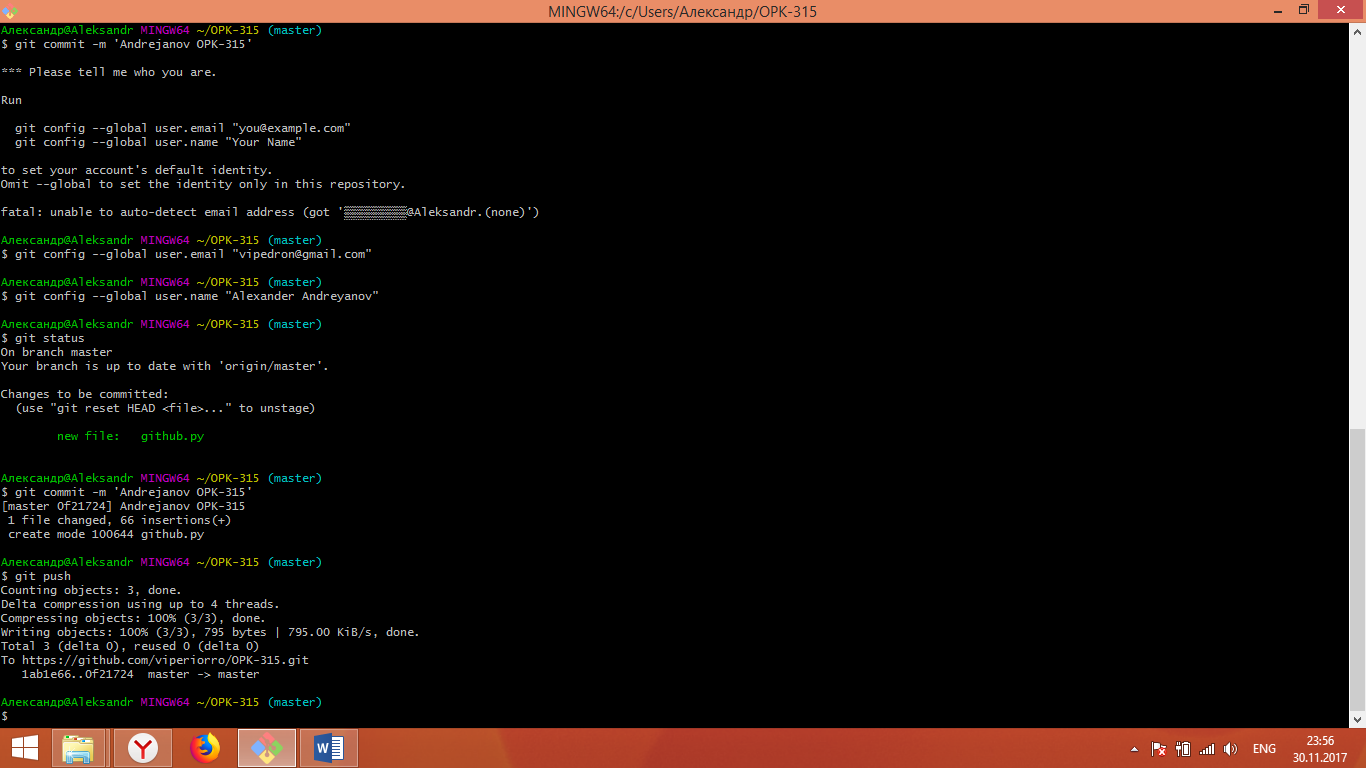 MINGW64:/c/Users/Александр/OPK-315
Александр@Aleksandr MINGW64 ~/OPK-315 (master)
$ git commit -m 'Andrejanov OPK-315'
*** Please tell me who you are.
Run
git config --global user.email "you@example.com"
git config --global user.name "Your Name"
to set your account's default identity.
Omit --global to set the identity only in this repository.
fatal: unable to auto-detect email address (got '▒▒▒▒▒▒▒▒▒@Aleksandr.(none)')
Александр@Aleksandr MINGW64 ~/OPK-315 (master)
$ git config --global user.email "vipedron@gmail.com"
Александр@Aleksandr MINGW64 ~/OPK-315 (master)
$ git config --global user.name "Alexander Andreyanov"
Александр@Aleksandr MINGW64 ~/OPK-315 (master)
$ git status
On branch master
Your branch is up to date with 'origin/master'.
Changes to be committed:
(use "git reset HEAD <file>..." to unstage)
new file:   github.py
Александр@Aleksandr MINGW64 ~/OPK-315 (master)
$ git commit -m 'Andrejanov OPK-315'
[master 0f21724] Andrejanov OPK-315
1 file changed, 66 insertions(+)
create mode 100644 github.py
Александр@Aleksandr MINGW64 ~/OPK-315 (master)
$ git push
Counting objects: 3, done.
Delta compression using up to 4 threads.
Compressing objects: 100% (3/3), done.
Writing objects: 100% (3/3), 795 bytes | 795.00 KiB/s, done.
Total 3 (delta 0), reused 0 (delta 0)
To https://github.com/viperiorro/OPK-315.git
1ab1e66..0f21724  master -> master
Александр@Aleksandr MINGW64 ~/OPK-315 (master)
$
ENG
23:56
30.11.2017